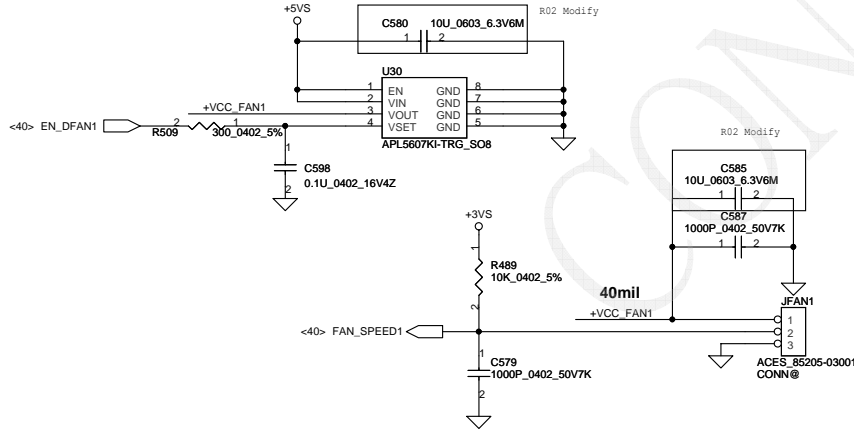 +5VS
C580
10U_0603_6.3V6M
R02 Modify
1
2
U30
1 EN GND 8
2 VIN GND 7
3 VOUT GND 6
4 VSET GND 5
APL5607KI-TRG_SO8
+VCC_FAN1
<40> EN_DFAN1
2
1
R509
300_0402_5%
1
C598
0.1U_0402_16V4Z
2
R02 Modify
C585
10U_0603_6.3V6M
1
2
C587
1000P_0402_50V7K
1
2
+3VS
1
R489
10K_0402_5%
2
40mil
+VCC_FAN1
JFAN1
1
2
3
ACES_85205-03001
CONN@
<40> FAN_SPEED1
1
C579
1000P_0402_50V7K
2
CON